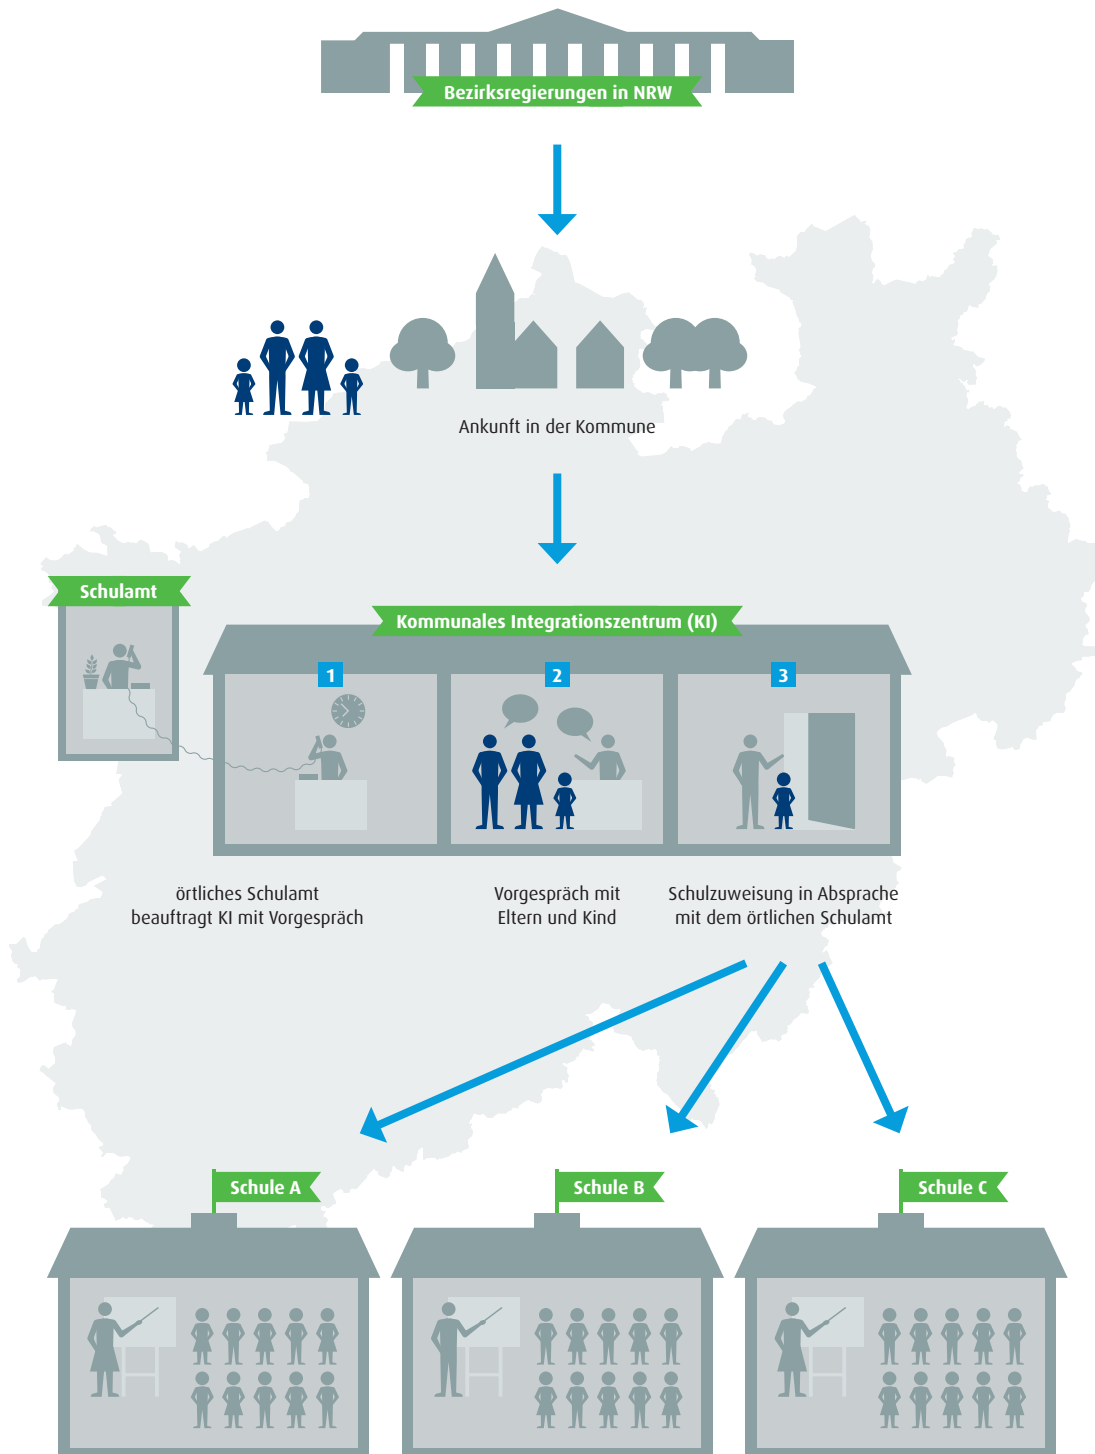 Bezirksregierungen in NRW
Ankunft in der Kommune
Schulamt
Kommunales Integrationszentrum (KI)
1
2
3
örtliches Schulamt
beauftragt KI mit Vorgespräch
Vorgespräch mit
Eltern und Kind
Schulzuweisung in Absprache
mit dem örtlichen Schulamt
Schule A
Schule B
Schule C